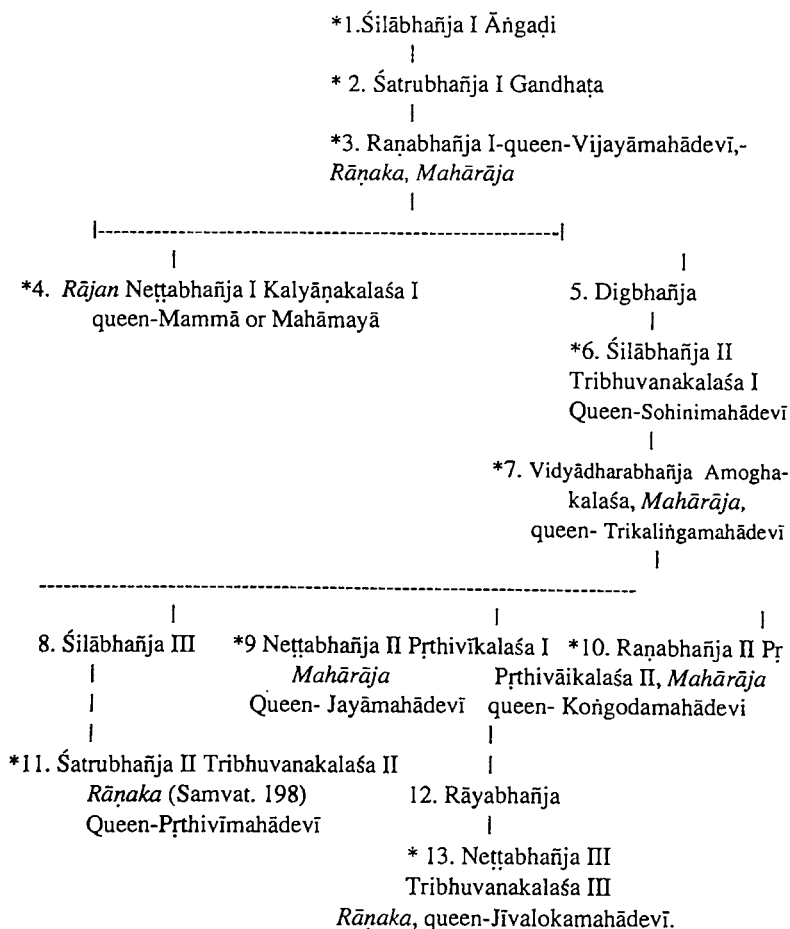 *1.Śilābhañja I Āṅgaḍi
* 2. Śatrubhañja I Gandhaṭa
*3. Raṇabhañja I-queen-Vijayāmahādevī,-
Rāṇaka, Mahārāja
*4. Rājan Neṭṭabhañja I Kalyāṇakalaśa I
queen-Mammā or Mahāmayā
5. Digbhañja
*6. Śilābhañja II
Tribhuvanakalaśa I
Queen-Sohinimahādevī
*7. Vidyādharabhañja Amogha-
kalaśa, Mahārāja,
queen- Trikaliṅgamahādevī
8. Śilābhañja III *9 Neṭṭabhañja II Pṛthivīkalaśa I *10. Raṇabhañja II Pṛ
Mahārāja Pṛthivāikalaśa II, Mahārāja
Queen- Jayāmahādevī queen- Koṅgodamahādevi
*11. Śatrubhañja II Tribhuvanakalaśa II
Rāṇaka (Samvat. 198) 12. Rāyabhañja
Queen-Pṛthivīmahādevī
* 13. Neṭṭabhañja III
Tribhuvanakalaśa III
Rāṇaka, queen-Jīvalokamahādevī.